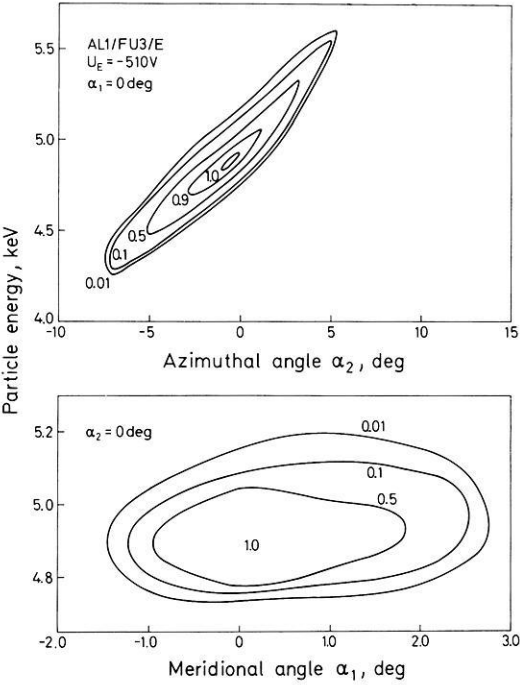 Particle energy, keV
5.5
5.0
4.5
4.0
AL1/FU3/E
U_E = -510V
α₁ = 0 deg
1.0
0.9
0.5
0.1
0.01
-10 -5 0 5 10 15
Azimuthal angle α₂, deg
5.2
5.0
4.8
α₂ = 0 deg
0.01
0.1
0.5
1.0
-2.0 -1.0 0 1.0 2.0 3.0
Meridional angle α₁, deg